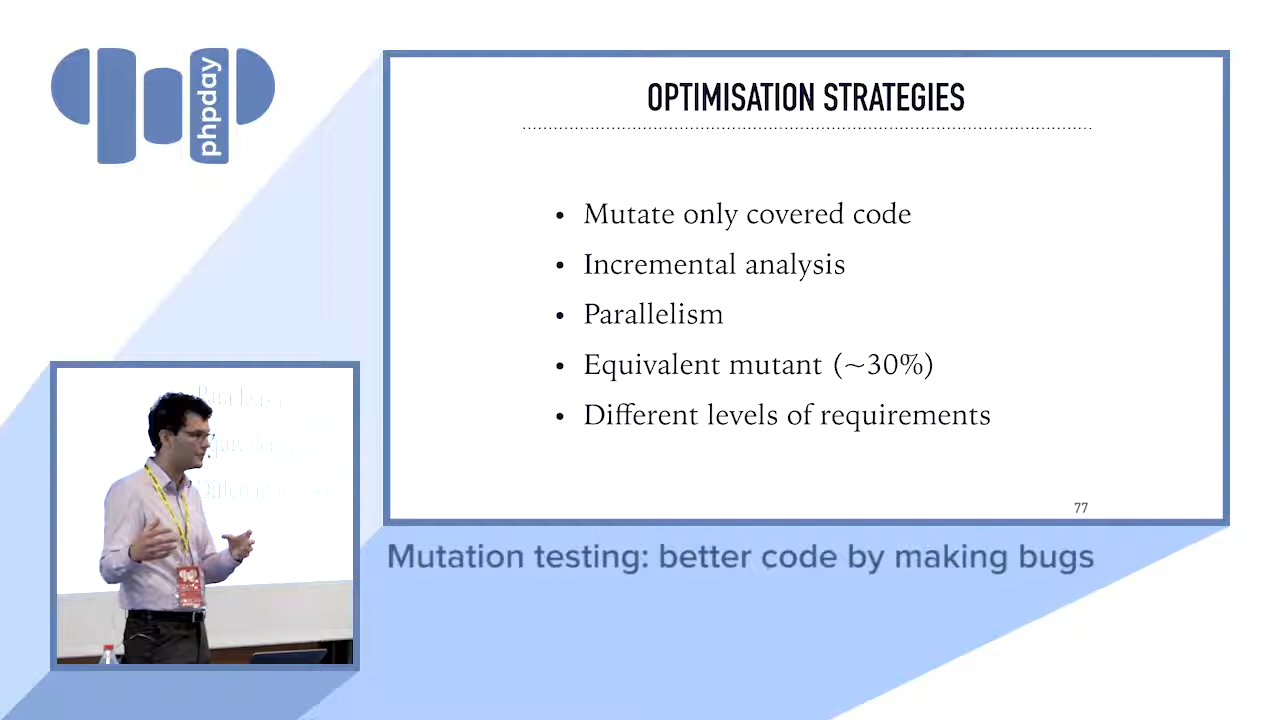 phpday
OPTIMISATION STRATEGIES
• Mutate only covered code
• Incremental analysis
• Parallelism
• Equivalent mutant (~30%)
• Different levels of requirements
77
Mutation testing: better code by making bugs